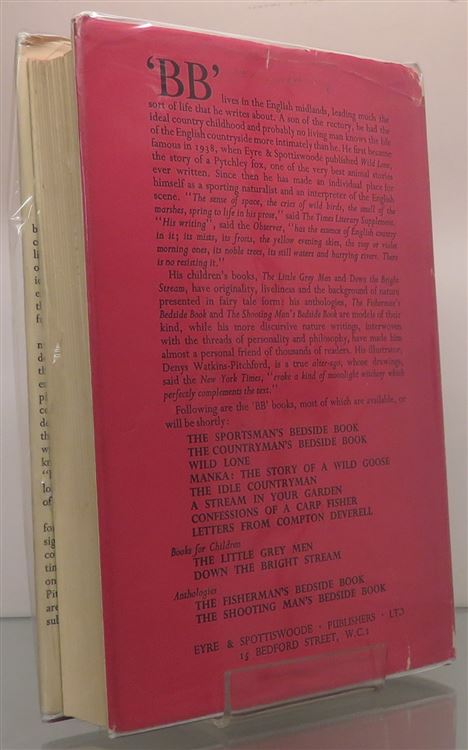 'BB' lives in the English midlands, leading much the
sort of life that he writes about. A son of the rectory, he had the
ideal country childhood and probably no living man knows the life
of the English countryside more intimately than he. He first became
famous in 1938, when Eyre & Spottiswoode published Wild Lone,
the story of a Pytchley fox, one of the very best animal stories
ever written. Since then he has made an individual place for
himself as a sporting naturalist and an interpreter of the English
scene. "The sense of space, the cries of wild birds, the smell of the
marshes, spring to life in his prose," said The Times Literary Supplement.
"His writing", said the Observer, "has the essence of English country
in it; its mists, its frosts, the yellow evening skies, the rosy or violet
morning ones, its noble trees, its still waters and hurrying rivers. There
is no resisting it."
His children's books, The Little Grey Men and Down the Bright
Stream, have originality, liveliness and the background of nature
presented in fairy tale form: his anthologies, The Fisherman's
Bedside Book and The Shooting Man's Bedside Book are models of their
kind, while his more discursive nature writings, interwoven
with the threads of personality and philosophy, have made him
almost a personal friend of thousands of readers. His illustrator,
Denys Watkins-Pitchford, is a true alter-ego, whose drawings,
said the New York Times, "evoke a kind of moonlight witchery which
perfectly complements the text."
Following are the 'BB' books, most of which are available, or
will be shortly:
THE SPORTSMAN'S BEDSIDE BOOK
THE COUNTRYMAN'S BEDSIDE BOOK
WILD LONE
MANKA: THE STORY OF A WILD GOOSE
THE IDLE COUNTRYMAN
A STREAM IN YOUR GARDEN
CONFESSIONS OF A CARP FISHER
LETTERS FROM COMPTON DEVERELL
Books for Children
THE LITTLE GREY MEN
DOWN THE BRIGHT STREAM
Anthologies
THE FISHERMAN'S BEDSIDE BOOK
THE SHOOTING MAN'S BEDSIDE BOOK
EYRE & SPOTTISWOODE · PUBLISHERS · LTD
15 BEDFORD STREET, W.C.2